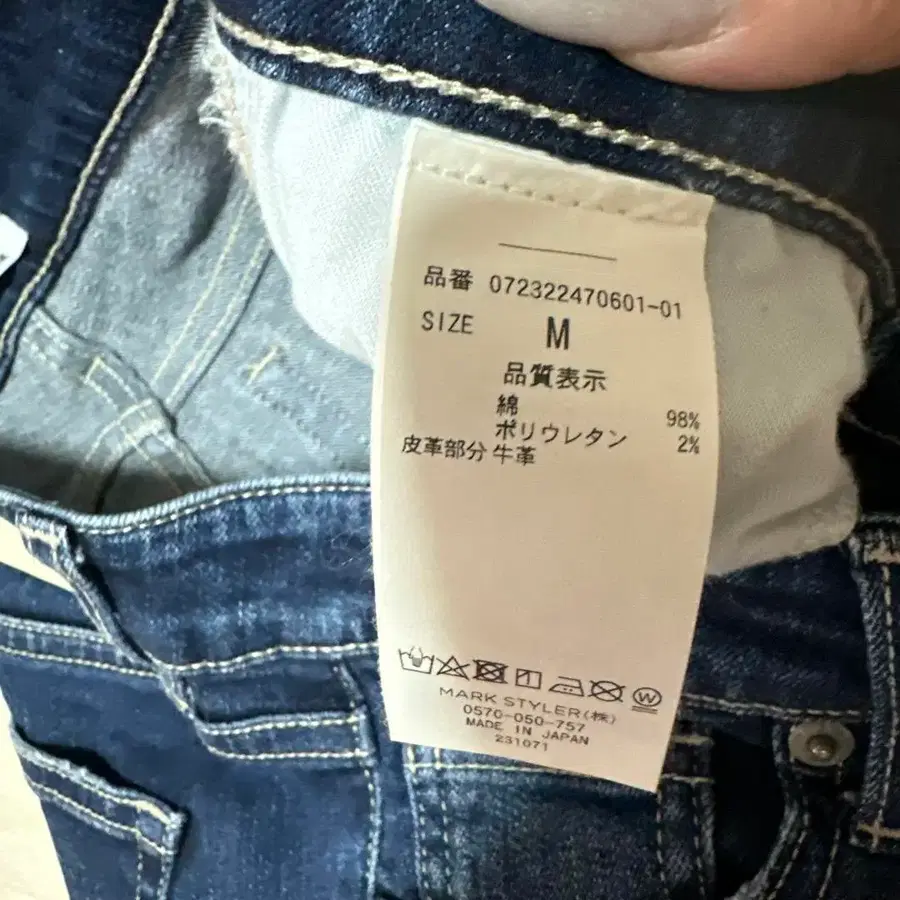 品番 072322470601-01
SIZE M
品質表示
綿 98%
ポリウレタン 2%
皮革部分 牛革
MARK STYLER(株)
0570-050-757
MADE IN JAPAN
231071